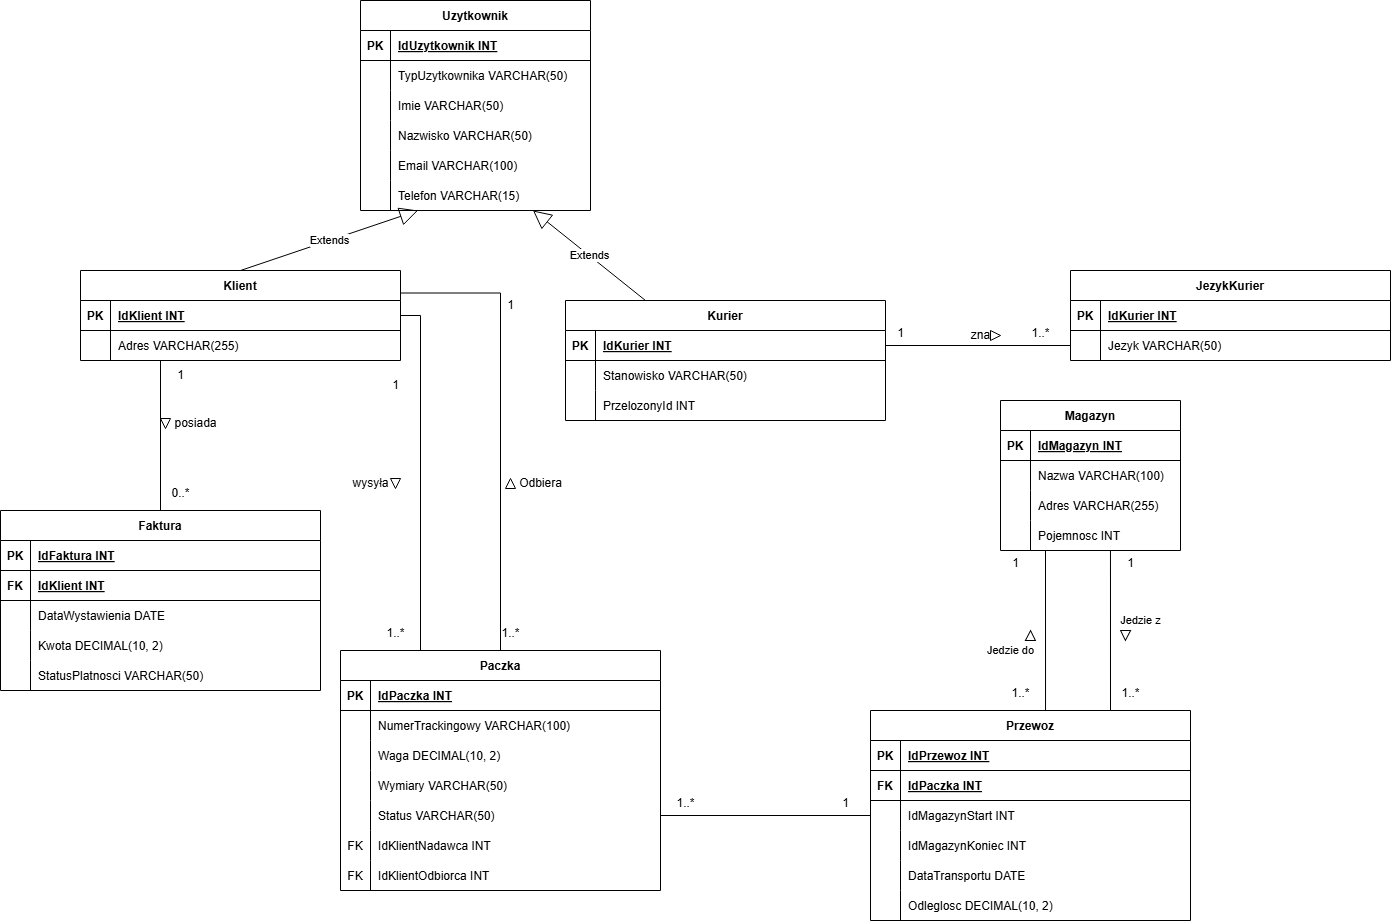 Uzytkownik
PK IdUzytkownik INT
TypUzytkownika VARCHAR(50)
Imie VARCHAR(50)
Nazwisko VARCHAR(50)
Email VARCHAR(100)
Telefon VARCHAR(15)
Extends
Extends
Klient
PK IdKlient INT
Adres VARCHAR(255)
Kurier
PK IdKurier INT
Stanowisko VARCHAR(50)
PrzelozonyId INT
1
zna
1..*
JezykKurier
PK IdKurier INT
Jezyk VARCHAR(50)
1
posiada
0..*
1
wysyła
1..*
1
Odbiera
1..*
Magazyn
PK IdMagazyn INT
Nazwa VARCHAR(100)
Adres VARCHAR(255)
Pojemnosc INT
Faktura
PK IdFaktura INT
FK IdKlient INT
DataWystawienia DATE
Kwota DECIMAL(10, 2)
StatusPlatnosci VARCHAR(50)
1
Jedzie do
1..*
1
Jedzie z
1..*
Paczka
PK IdPaczka INT
NumerTrackingowy VARCHAR(100)
Waga DECIMAL(10, 2)
Wymiary VARCHAR(50)
Status VARCHAR(50)
FK IdKlientNadawca INT
FK IdKlientOdbiorca INT
1..*
1
Przewoz
PK IdPrzewoz INT
FK IdPaczka INT
IdMagazynStart INT
IdMagazynKoniec INT
DataTransportu DATE
Odleglosc DECIMAL(10, 2)